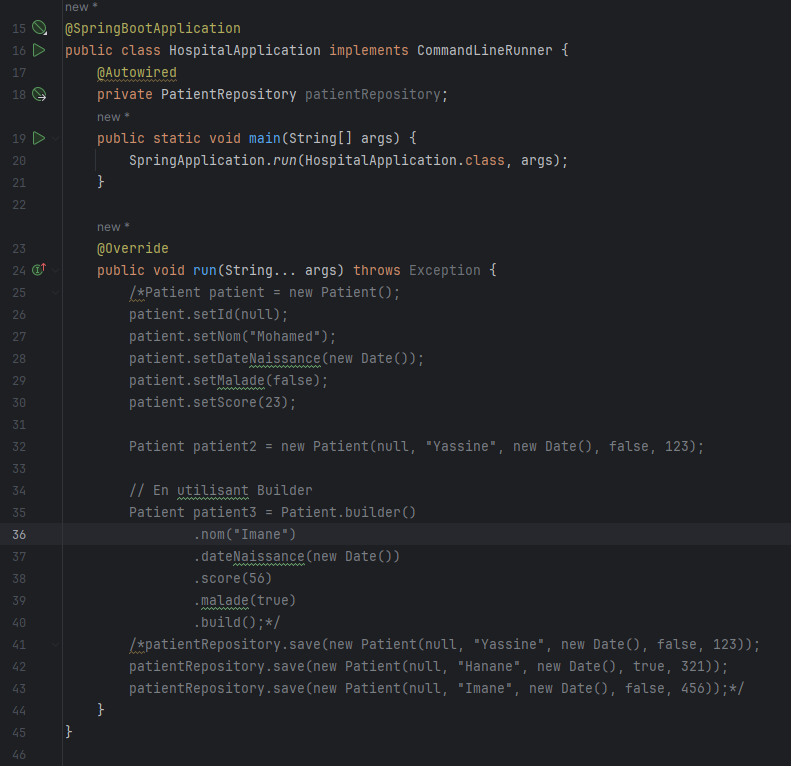 new *
15 @SpringBootApplication
16 public class HospitalApplication implements CommandLineRunner {
17 @Autowired
18 private PatientRepository patientRepository;
new *
19 public static void main(String[] args) {
20 SpringApplication.run(HospitalApplication.class, args);
21 }
22
new *
23 @Override
24 public void run(String... args) throws Exception {
25 /*Patient patient = new Patient();
26 patient.setId(null);
27 patient.setNom("Mohamed");
28 patient.setDateNaissance(new Date());
29 patient.setMalade(false);
30 patient.setScore(23);
31
32 Patient patient2 = new Patient(null, "Yassine", new Date(), false, 123);
33
34 // En utilisant Builder
35 Patient patient3 = Patient.builder()
36 .nom("Imane")
37 .dateNaissance(new Date())
38 .score(56)
39 .malade(true)
40 .build();*/
41 /*patientRepository.save(new Patient(null, "Yassine", new Date(), false, 123));
42 patientRepository.save(new Patient(null, "Hanane", new Date(), true, 321));
43 patientRepository.save(new Patient(null, "Imane", new Date(), false, 456));*/
44 }
45 }
46